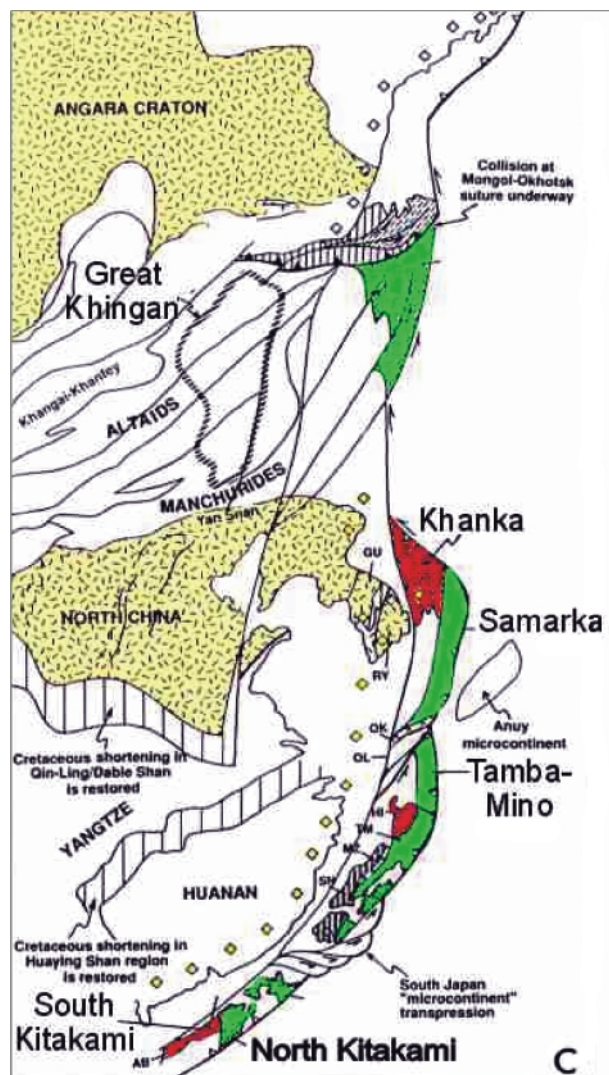 ANGARA CRATON
Collision at
Mongol-Okhotsk
suture underway
Great
Khingan
Khangai-Khantey
ALTAIDS
MANCHURIDES
Yan Shan
Khanka
GU
NORTH CHINA
Samarka
RY
OK
OL
Anuy
microcontinent
Cretaceous shortening in
Qin-Ling/Dabie Shan
is restored
Tamba-
Mino
HI
TM
MZ
YANGTZE
SH
HUANAN
Cretaceous shortening in
Huaying Shan region
is restored
South Japan
"microcontinent"
transpression
South
Kitakami
North Kitakami
C